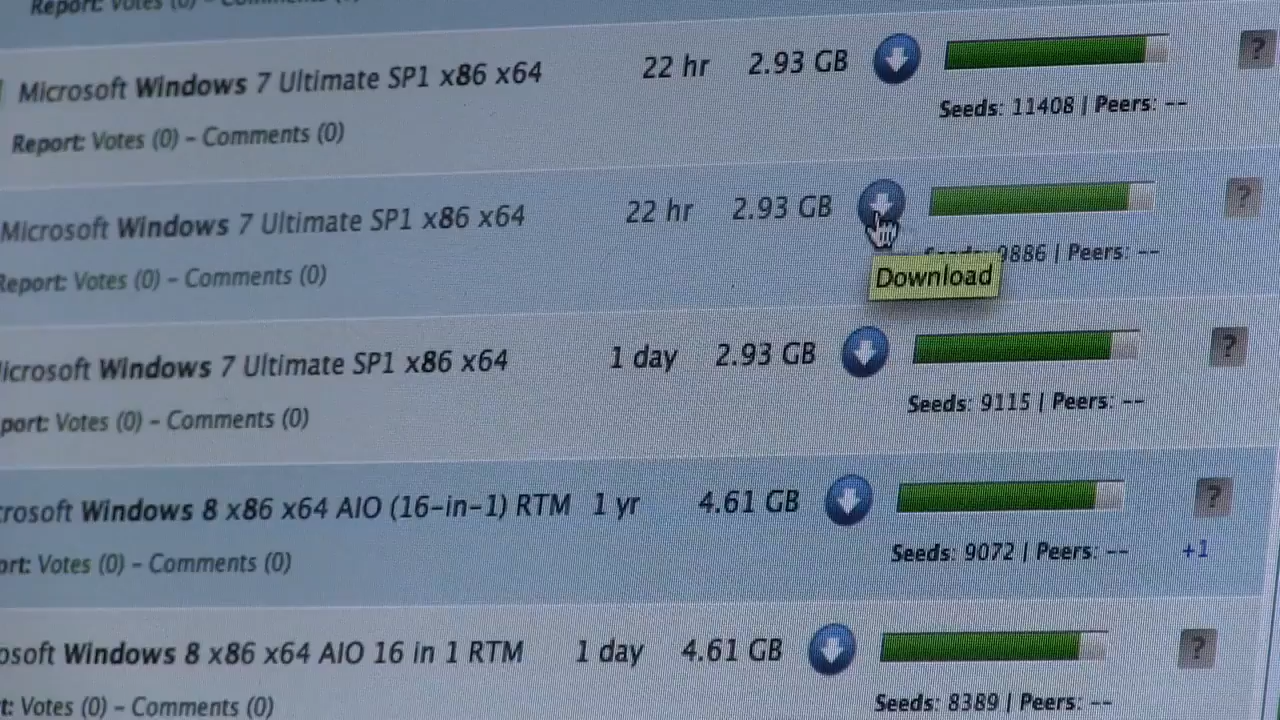 Report: Votes (0) - Comments (0)
Microsoft Windows 7 Ultimate SP1 x86 x64 22 hr 2.93 GB ?
Seeds: 11408 | Peers: --
Report: Votes (0) - Comments (0)
Microsoft Windows 7 Ultimate SP1 x86 x64 22 hr 2.93 GB ?
9886 | Peers: --
Download
Report: Votes (0) - Comments (0)
icrosoft Windows 7 Ultimate SP1 x86 x64 1 day 2.93 GB ?
Seeds: 9115 | Peers: --
port: Votes (0) - Comments (0)
crosoft Windows 8 x86 x64 AIO (16-in-1) RTM 1 yr 4.61 GB ?
Seeds: 9072 | Peers: -- +1
ort: Votes (0) - Comments (0)
osoft Windows 8 x86 x64 AIO 16 in 1 RTM 1 day 4.61 GB ?
Seeds: 8389 | Peers: --
t: Votes (0) - Comments (0)